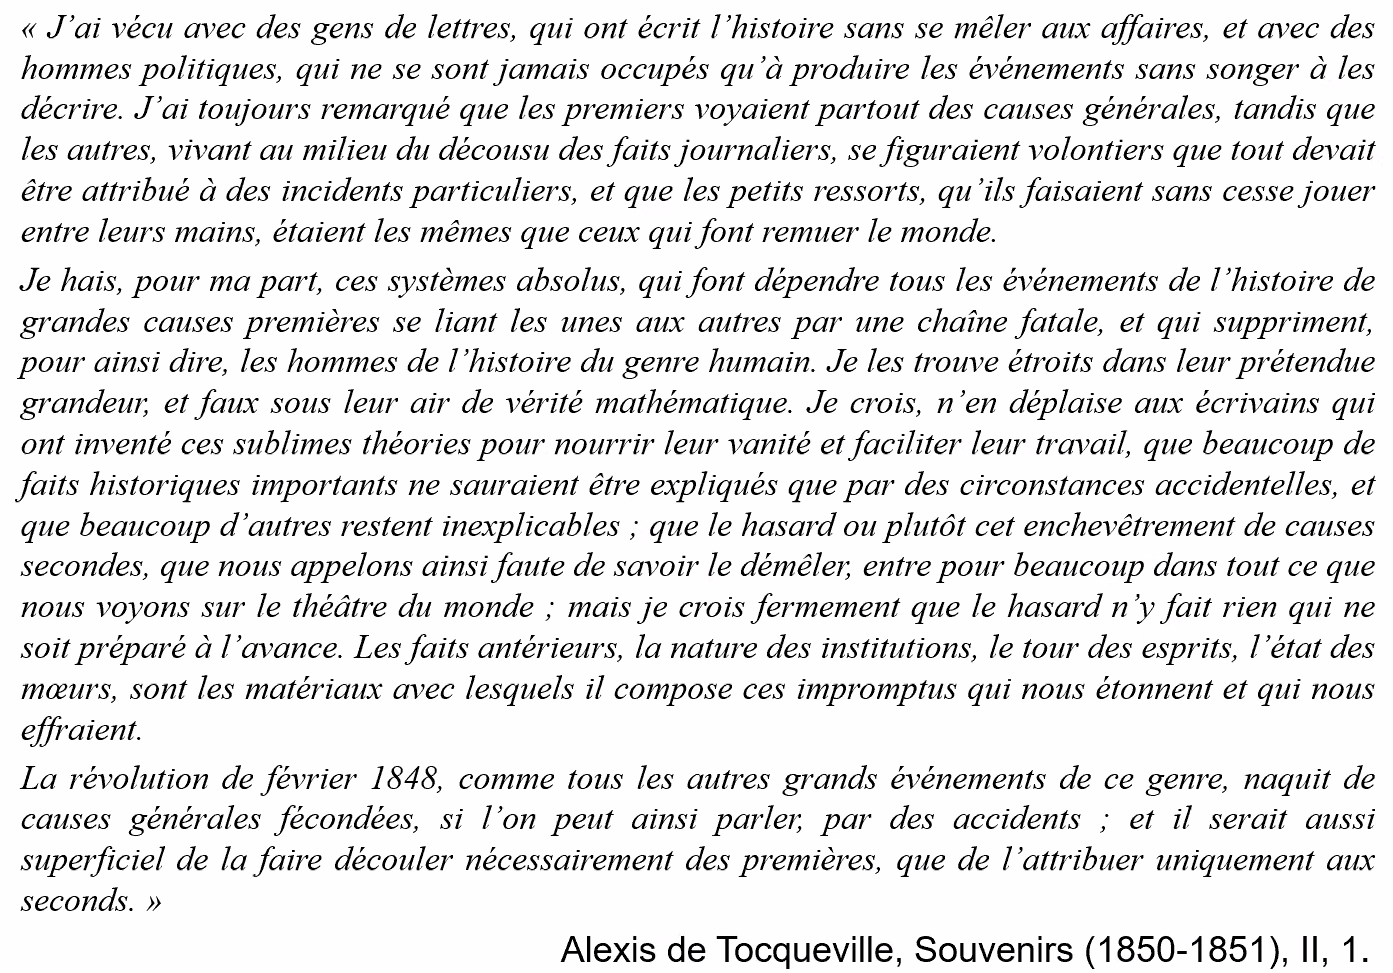 « J’ai vécu avec des gens de lettres, qui ont écrit l’histoire sans se mêler aux affaires, et avec des
hommes politiques, qui ne se sont jamais occupés qu’à produire les événements sans songer à les
décrire. J’ai toujours remarqué que les premiers voyaient partout des causes générales, tandis que
les autres, vivant au milieu du décousu des faits journaliers, se figuraient volontiers que tout devait
être attribué à des incidents particuliers, et que les petits ressorts, qu’ils faisaient sans cesse jouer
entre leurs mains, étaient les mêmes que ceux qui font remuer le monde.
Je hais, pour ma part, ces systèmes absolus, qui font dépendre tous les événements de l’histoire de
grandes causes premières se liant les unes aux autres par une chaîne fatale, et qui suppriment,
pour ainsi dire, les hommes de l’histoire du genre humain. Je les trouve étroits dans leur prétendue
grandeur, et faux sous leur air de vérité mathématique. Je crois, n’en déplaise aux écrivains qui
ont inventé ces sublimes théories pour nourrir leur vanité et faciliter leur travail, que beaucoup de
faits historiques importants ne sauraient être expliqués que par des circonstances accidentelles, et
que beaucoup d’autres restent inexplicables ; que le hasard ou plutôt cet enchevêtrement de causes
secondes, que nous appelons ainsi faute de savoir le démêler, entre pour beaucoup dans tout ce que
nous voyons sur le théâtre du monde ; mais je crois fermement que le hasard n’y fait rien qui ne
soit préparé à l’avance. Les faits antérieurs, la nature des institutions, le tour des esprits, l’état des
mœurs, sont les matériaux avec lesquels il compose ces impromptus qui nous étonnent et qui nous
effraient.
La révolution de février 1848, comme tous les autres grands événements de ce genre, naquit de
causes générales fécondées, si l’on peut ainsi parler, par des accidents ; et il serait aussi
superficiel de la faire découler nécessairement des premières, que de l’attribuer uniquement aux
seconds. »
Alexis de Tocqueville, Souvenirs (1850-1851), II, 1.